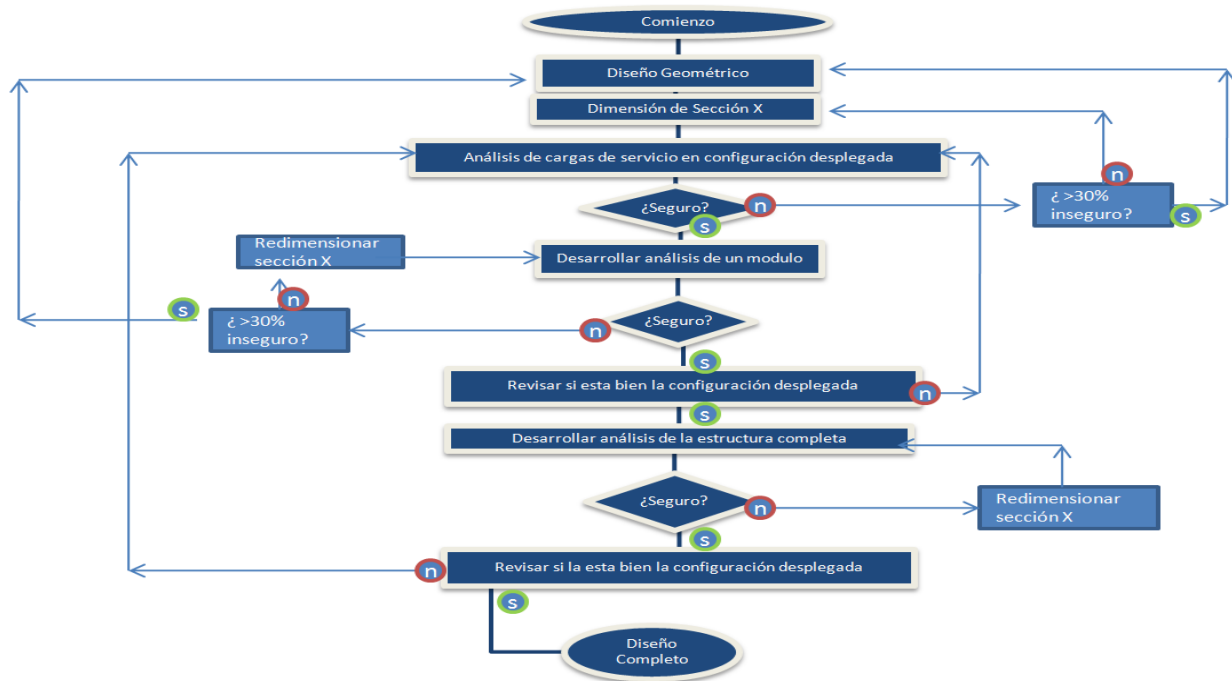 Comienzo
Diseño Geométrico
Dimensión de Sección X
Análisis de cargas de servicio en configuración desplegada
¿Seguro?
n
s
n
¿ >30%
inseguro?
s
Redimensionar
sección X
Desarrollar análisis de un modulo
n
s
¿ >30%
inseguro?
¿Seguro?
n
s
Revisar si esta bien la configuración desplegada
n
s
Desarrollar análisis de la estructura completa
¿Seguro?
n
Redimensionar
sección X
s
n
Revisar si la esta bien la configuración desplegada
s
Diseño
Completo